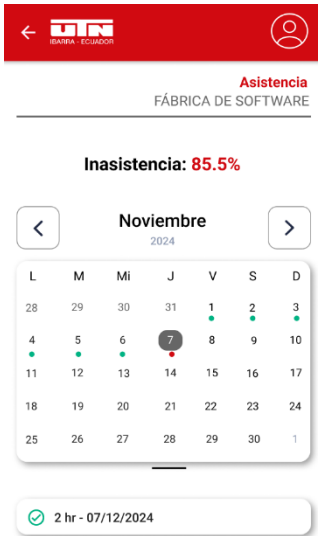 UTN
IBARRA - ECUADOR
Asistencia
FÁBRICA DE SOFTWARE
Inasistencia: 85.5%
Noviembre
2024
L M Mi J V S D
28 29 30 31 1 2 3
4 5 6 7 8 9 10
11 12 13 14 15 16 17
18 19 20 21 22 23 24
25 26 27 28 29 30 1
2 hr - 07/12/2024